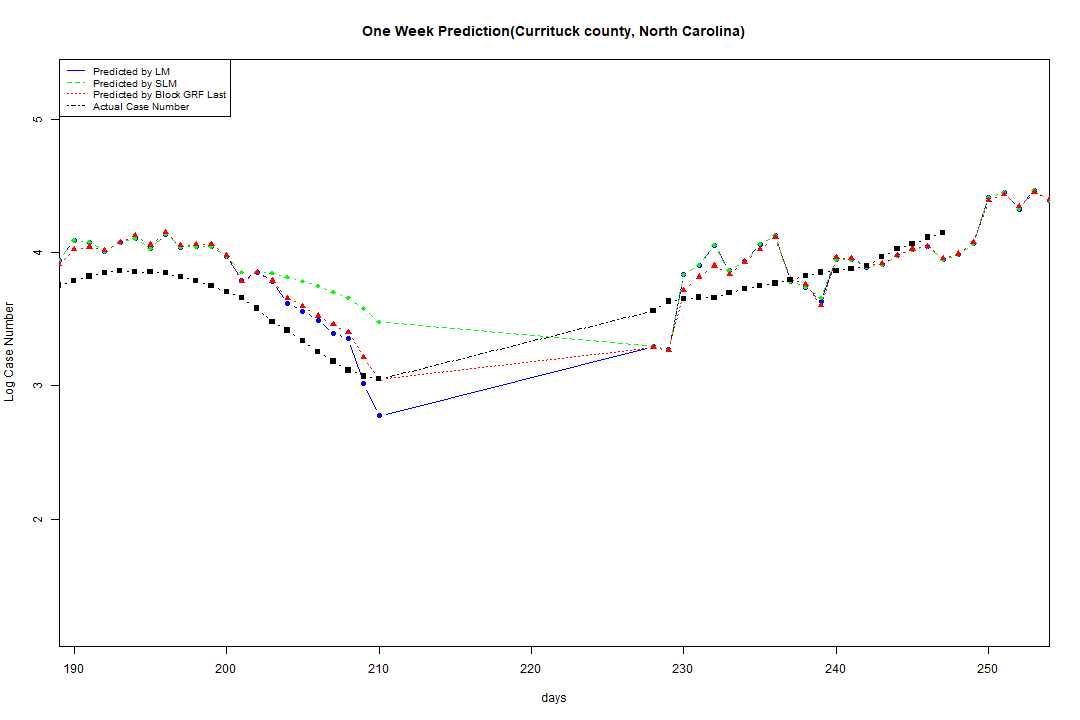 One Week Prediction(Currituck county, North Carolina)
Predicted by LM
Predicted by SLM
Predicted by Block GRF Last
Actual Case Number
Log Case Number
5
4
3
2
190 200 210 220 230 240 250
days